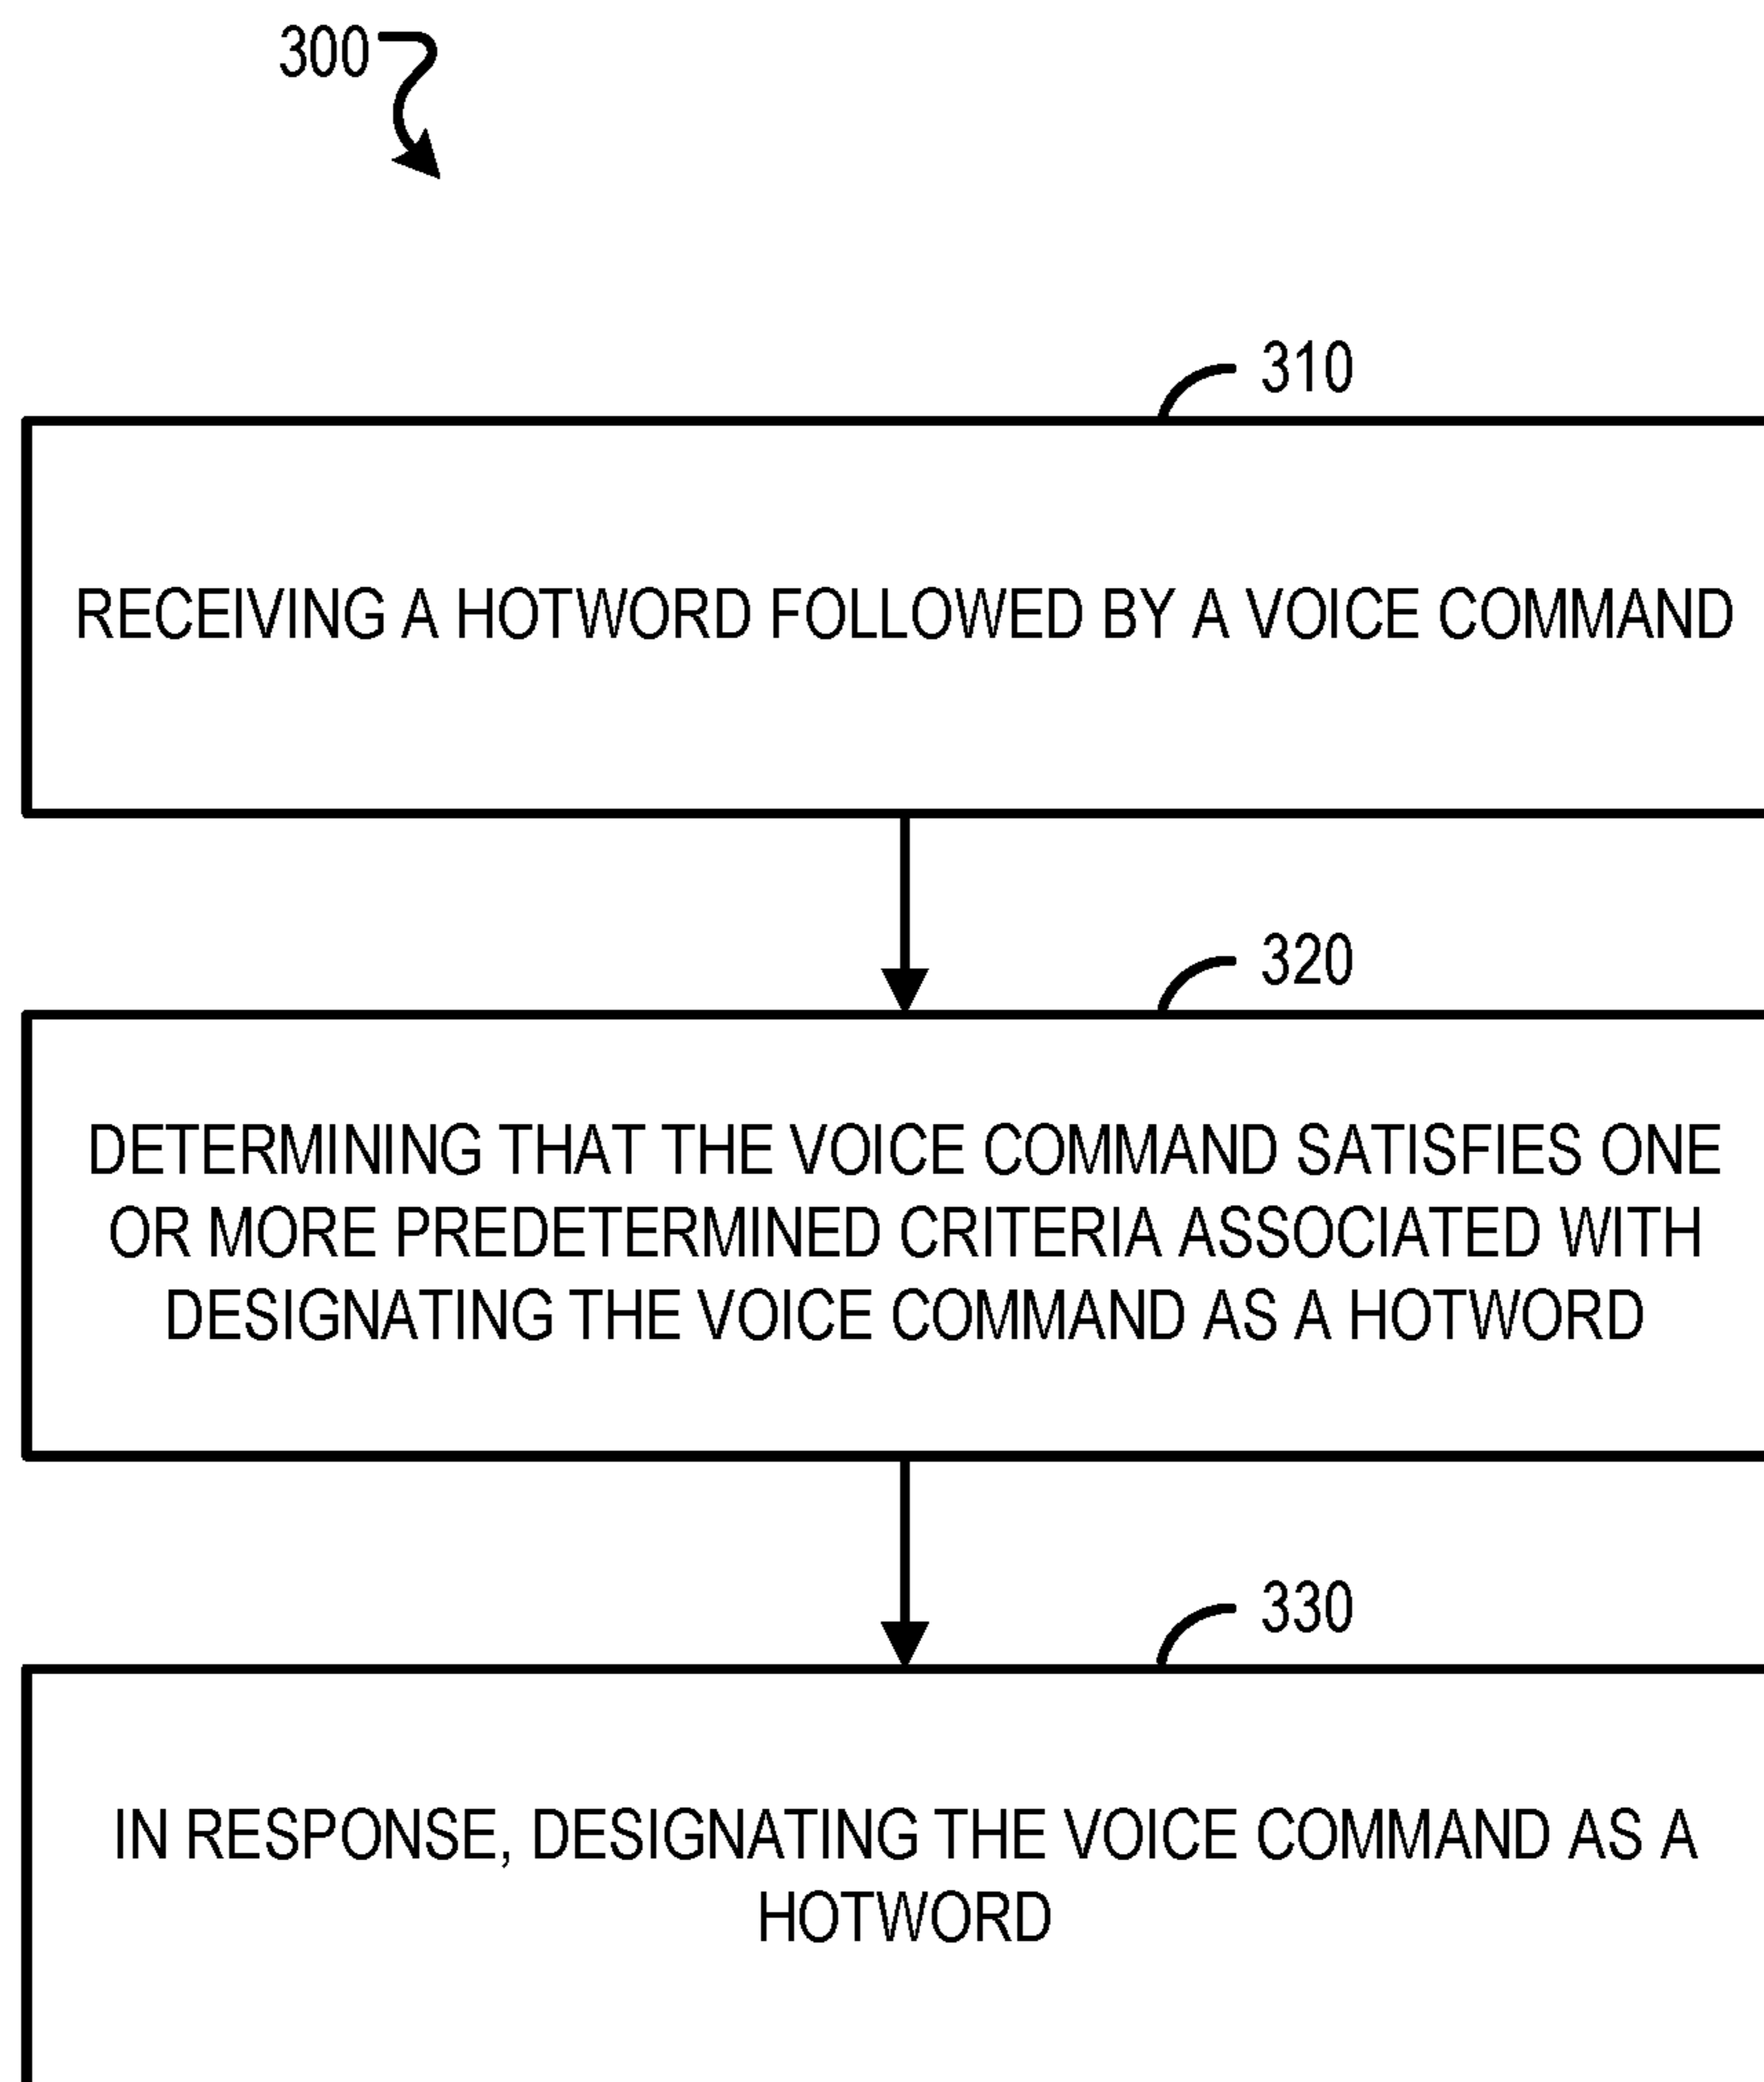 300
310
RECEIVING A HOTWORD FOLLOWED BY A VOICE COMMAND
320
DETERMINING THAT THE VOICE COMMAND SATISFIES ONE
OR MORE PREDETERMINED CRITERIA ASSOCIATED WITH
DESIGNATING THE VOICE COMMAND AS A HOTWORD
330
IN RESPONSE, DESIGNATING THE VOICE COMMAND AS A
HOTWORD